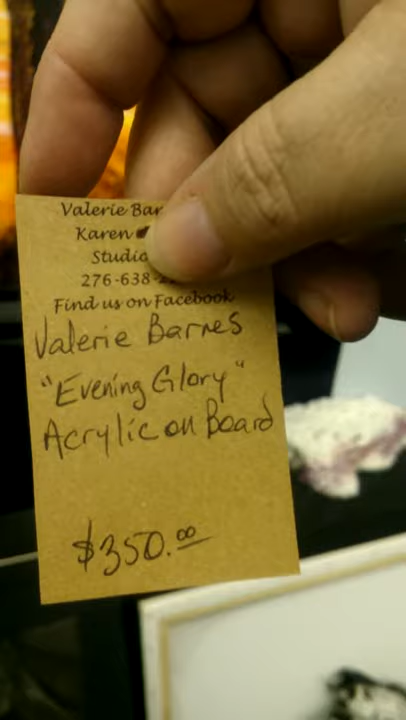 Valerie Bar
Karen
Studio
276-638-
Find us on Facebook
Valerie Barnes
"Evening Glory"
Acrylic on Board
$350.00